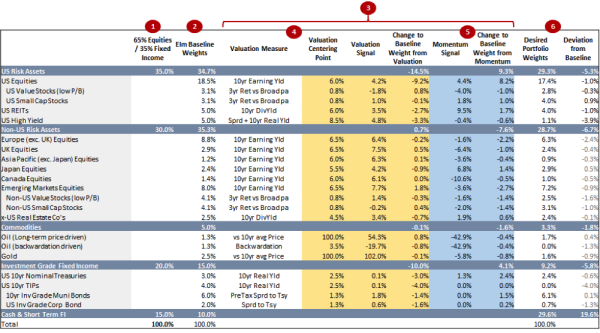 3
1
2
4
5
6
65% Equities / 35% Fixed Income
Elm Baseline Weights
Valuation Measure
Valuation Centering Point
Valuation Signal
Change to Baseline Weight from Valuation
Momentum Signal
Change to Baseline Weight from Momentum
Desired Portfolio Weights
Deviation from Baseline
US Risk Assets 35.0% 34.7% -14.5% 9.3% 29.3% -5.3%
US Equities 18.5% 10yr Earning Yld 6.0% 4.2% -9.2% 4.4% 8.2% 17.4% -1.0%
US Value Stocks (low P/B) 3.1% 3yr Ret vs Broad pa 0.8% -1.8% 0.8% -4.0% -1.0% 2.8% -0.3%
US Small Cap Stocks 3.1% 3yr Ret vs Broad pa 0.8% 1.0% -0.1% 1.8% 1.0% 4.0% 0.9%
US REITs 5.0% 10yr DivYld 6.2% 3.5% -2.7% 9.5% 1.7% 4.0% -1.0%
US High Yield 5.0% Sprd + 10yr Real Yld 8.5% 4.8% -3.3% -0.4% -0.6% 1.1% -3.9%
Non-US Risk Assets 30.0% 35.3% 0.7% -7.6% 28.7% -6.7%
Europe (exc. UK) Equities 8.8% 10yr Earning Yld 6.5% 6.4% -0.2% -1.6% -2.2% 6.3% -2.4%
UK Equities 2.9% 10yr Earning Yld 6.5% 7.5% 0.5% -6.4% -1.0% 2.4% -0.4%
Asia Pacific (exc. Japan) Equities 1.2% 10yr Earning Yld 6.0% 6.3% 0.1% -3.6% -0.4% 0.9% -0.3%
Japan Equities 2.4% 10yr Earning Yld 5.5% 4.2% -0.9% 6.8% 1.4% 2.9% 0.5%
Canada Equities 1.4% 10yr Earning Yld 6.0% 6.1% 0.0% -10.6% -0.5% 1.0% -0.5%
Emerging Markets Equities 8.0% 10yr Earning Yld 6.5% 7.7% 1.8% -3.6% -2.7% 7.2% -0.9%
Non-US Value Stocks (low P/B) 4.1% 3yr Ret vs Broad pa 0.8% 1.4% -0.3% -1.6% -1.4% 2.4% -1.7%
Non-US Small Cap Stocks 4.1% 3yr Ret vs Broad pa 0.8% -0.2% 0.4% -2.0% -1.4% 3.1% -1.0%
x-US Real Estate Co's 2.5% 10yr DivYld 4.5% 3.4% -0.7% 1.9% 0.6% 2.4% -0.1%
Commodities 5.0% -0.1% -1.6% 3.3% -1.8%
Oil (Long-term price driven) 1.3% vs 10yr avg Price 100.0% 54.3% 0.8% -42.9% -0.4% 1.7% 0.4%
Oil (backwardation driven) 1.3% Backwardation 3.5% -19.7% -0.8% -42.9% -0.4% 0.0% -1.3%
Gold 2.5% vs 10yr avg Price 100.0% 102.0% -0.1% -5.8% -0.8% 1.6% -0.9%
Investment Grade Fixed Income 20.0% 15.0% -10.0% 4.1% 9.2% -5.8%
US 10yr Nominal Treasuries 3.0% 10yr Real Yld 2.5% 0.1% -3.0% 1.3% 2.4% 2.4% -0.6%
US 10yr TIPs 4.0% 10yr Real Yld 2.5% 0.1% -4.0% 0.0% 0.0% 0.0% -4.0%
10yr Inv Grade Muni Bonds 6.0% PreTax Sprd to Tsy 1.3% 1.8% -1.4% 0.0% 1.5% 6.1% 0.1%
US Inv Grade Corp Bond 2.0% Sprd to Tsy 1.3% 0.6% -1.6% 0.0% 0.2% 0.7% -1.3%
Cash & Short Term FI 15.0% 10.0% 29.6% 19.6%
Total 100.0% 100.0% 100.0% 0.0%